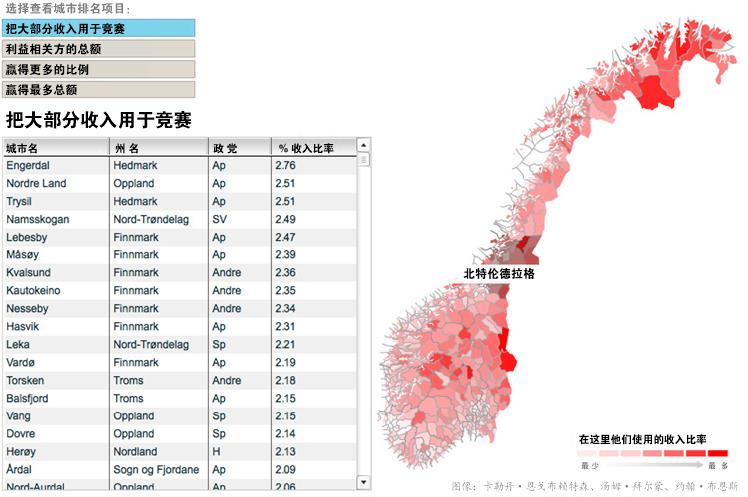 选择查看城市排名项目:
把大部分收入用于竞赛
利益相关方的总额
赢得更多的比例
赢得最多总额
把大部分收入用于竞赛
城市名 州名 政党 % 收入比率
Engerdal Hedmark Ap 2.76
Nordre Land Oppland Ap 2.51
Trysil Hedmark Ap 2.51
Namsskogan Nord-Trøndelag SV 2.49
Lebesby Finnmark Ap 2.47
Måsøy Finnmark Ap 2.39
Kvalsund Finnmark Andre 2.36
Kautokeino Finnmark Andre 2.35
Nesseby Finnmark Andre 2.34
Hasvik Finnmark Ap 2.31
Leka Nord-Trøndelag Sp 2.21
Vardø Finnmark Ap 2.19
Torsken Troms Andre 2.18
Balsfjord Troms Ap 2.15
Vang Oppland Sp 2.15
Dovre Oppland Sp 2.14
Herøy Nordland H 2.13
Årdal Sogn og Fjordane Ap 2.09
Nord-Aurdal Oppland Ap 2.06
北特伦德拉格
在这里他们使用的收入比率
最少 最多
图像：卡勒丹·恩戈布赖特森、汤姆·拜尔蒙、约翰·布恩斯